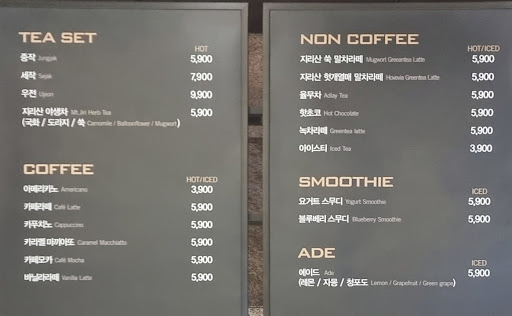 TEA SET
HOT
중작 Jungjak 5,900
세작 Sejak 7,900
우전 Ujeon 9,900
지리산 야생차 Mt.Jiri Herb Tea 5,900
(국화 / 도라지 / 쑥 Camomile / Balloonflower / Mugwort)
COFFEE
HOT/ICED
아메리카노 Americano 3,900
카페라떼 Café Latte 5,900
카푸치노 Cappuccino 5,900
카라멜 마끼아또 Caramel Macchiatto 5,900
카페모카 Café Mocha 5,900
바닐라라떼 Vanilla Latte 5,900
NON COFFEE
HOT/ICED
지리산 쑥 말차라떼 Mugwort Greentea Latte 5,900
지리산 헛개열매 말차라떼 Hovenia Greentea Latte 5,900
율무차 Adlay Tea 5,900
핫초코 Hot Chocolate 5,900
녹차라떼 Greentea latte 5,900
아이스티 Iced Tea 3,900
SMOOTHIE
ICED
요거트 스무디 Yogurt Smoothie 5,900
블루베리 스무디 Blueberry Smoothie 5,900
ADE
ICED
에이드 Ade 5,900
(레몬 / 자몽 / 청포도 Lemon / Grapefruit / Green grape)